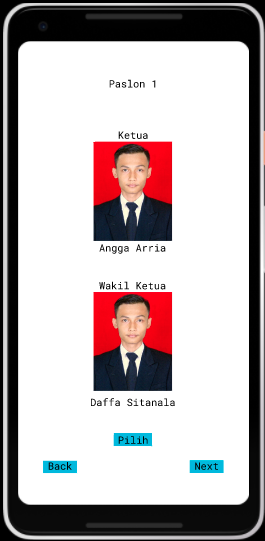 Paslon 1
Ketua
Angga Arria
Wakil Ketua
Daffa Sitanala
Pilih
Back Next